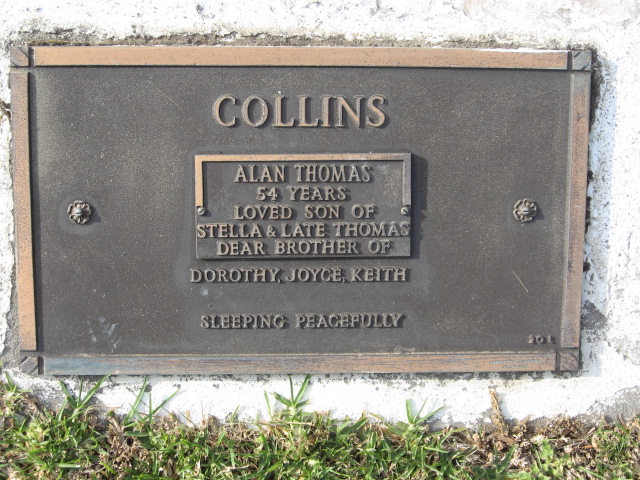 COLLINS
ALAN THOMAS
54 YEARS
LOVED SON OF
STELLA & LATE THOMAS
DEAR BROTHER OF
DOROTHY, JOYCE, KEITH
SLEEPING PEACEFULLY